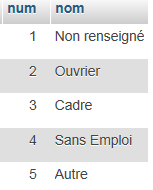 num nom
1 Non renseigné
2 Ouvrier
3 Cadre
4 Sans Emploi
5 Autre